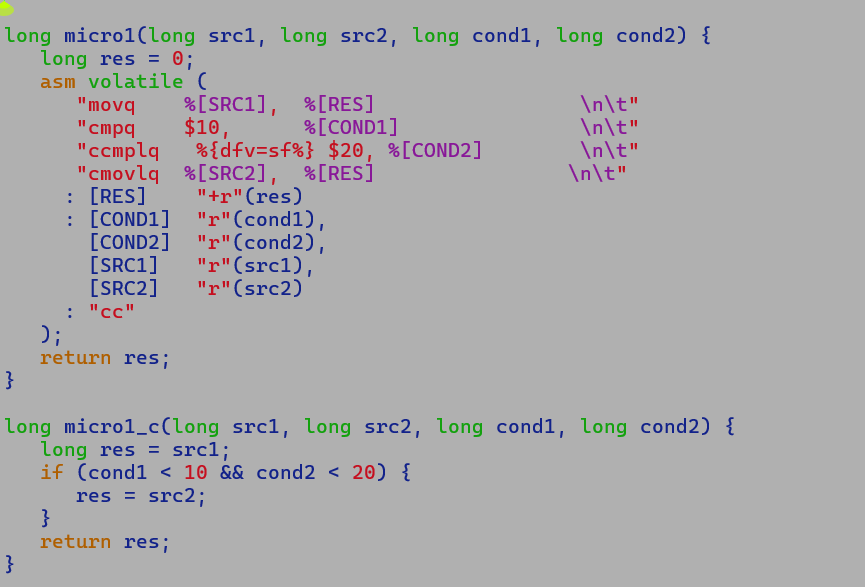 long micro1(long src1, long src2, long cond1, long cond2) {
   long res = 0;
   asm volatile (
      "movq    %[SRC1],  %[RES]                 \n\t"
      "cmpq    $10,      %[COND1]               \n\t"
      "ccmplq   %{dfv=sf%} $20, %[COND2]        \n\t"
      "cmovlq  %[SRC2],  %[RES]                \n\t"
     : [RES]    "+r"(res)
     : [COND1]  "r"(cond1),
       [COND2]  "r"(cond2),
       [SRC1]   "r"(src1),
       [SRC2]   "r"(src2)
     : "cc"
   );
   return res;
}

long micro1_c(long src1, long src2, long cond1, long cond2) {
   long res = src1;
   if (cond1 < 10 && cond2 < 20) {
      res = src2;
   }
   return res;
}